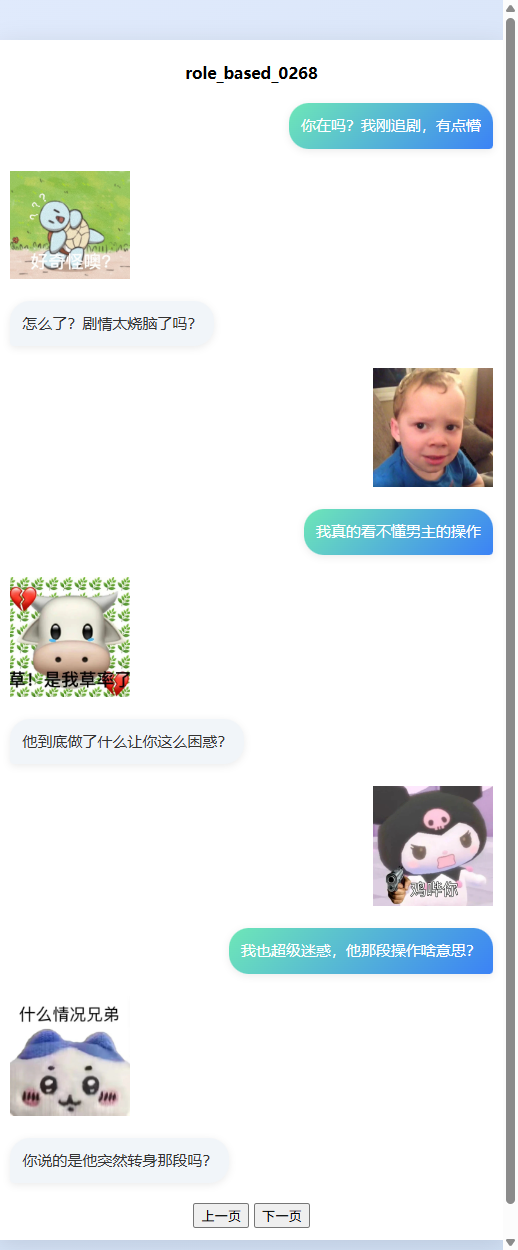 role_based_0268
你在吗？我刚追剧，有点懵
???
好奇怪噢?
怎么了？剧情太烧脑了吗？
我真的看不懂男主的操作
草！是我草率了
他到底做了什么让你这么困惑？
鸡哔你
我也超级迷惑，他那段操作啥意思？
什么情况兄弟
你说的是他突然转身那段吗？
上一页 下一页